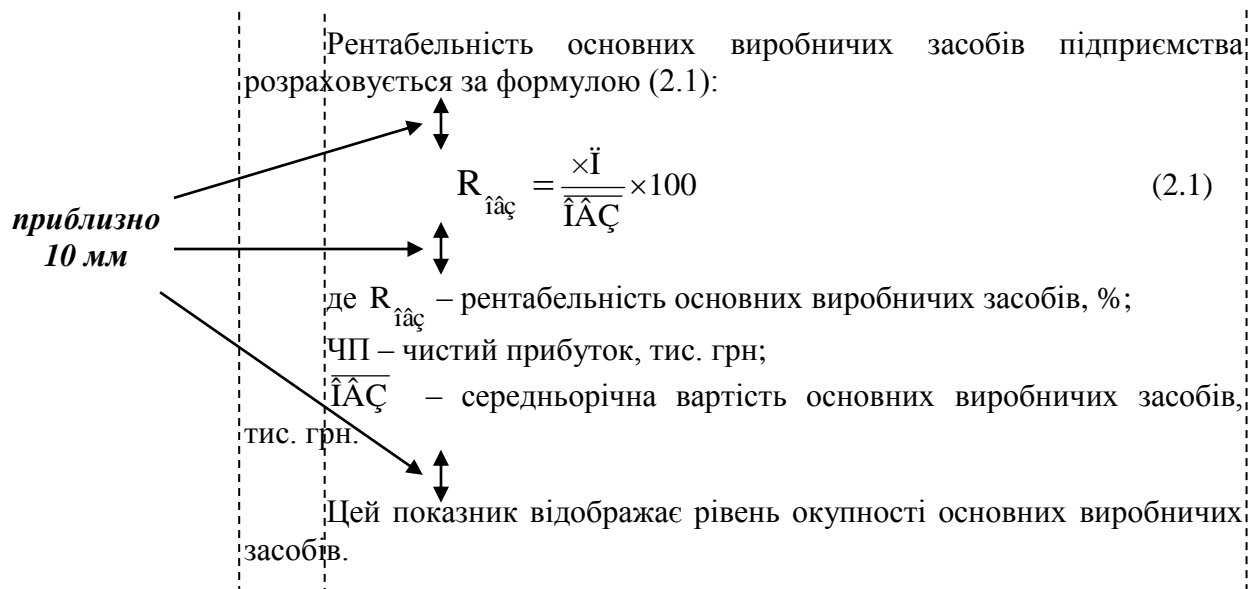 Рентабельність основних виробничих засобів підприємства
розраховується за формулою (2.1):
R îâç = ×Ï / ÎÂÇ ×100 (2.1)
приблизно
10 мм
де R îâç – рентабельність основних виробничих засобів, %;
ЧП – чистий прибуток, тис. грн;
ÎÂÇ – середньорічна вартість основних виробничих засобів,
тис. грн.
Цей показник відображає рівень окупності основних виробничих
засобів.